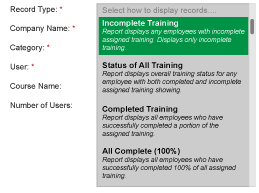 Record Type: *
Select how to display records....
Company Name: *
Incomplete Training
Report displays any employees with incomplete
assigned training. Displays only incomplete
training.
Category: *
User: *
Status of All Training
Report displays overall training status for any
employee with both completed and incomplete
assigned training showing.
Course Name:
Number of Users:
Completed Training
Report displays all employees who have
successfully completed a portion of the
assigned training.
All Complete (100%)
Report displays all employees who have
successfully completed 100% of all assigned
training.